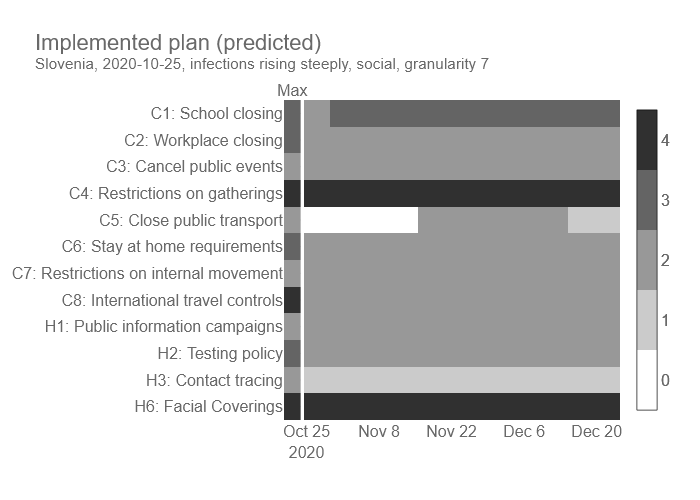 Implemented plan (predicted)
Slovenia, 2020-10-25, infections rising steeply, social, granularity 7
Max
C1: School closing
C2: Workplace closing
C3: Cancel public events
C4: Restrictions on gatherings
C5: Close public transport
C6: Stay at home requirements
C7: Restrictions on internal movement
C8: International travel controls
H1: Public information campaigns
H2: Testing policy
H3: Contact tracing
H6: Facial Coverings
4
3
2
1
0
Oct 25 Nov 8 Nov 22 Dec 6 Dec 20
2020